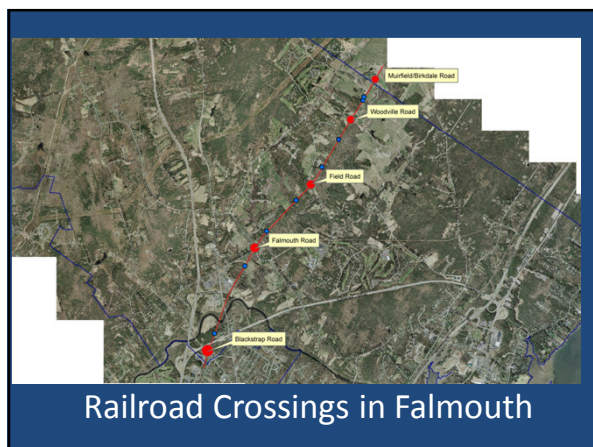 Muirfield/Birkdale Road
Woodville Road
Field Road
Falmouth Road
Blackstrap Road
Railroad Crossings in Falmouth